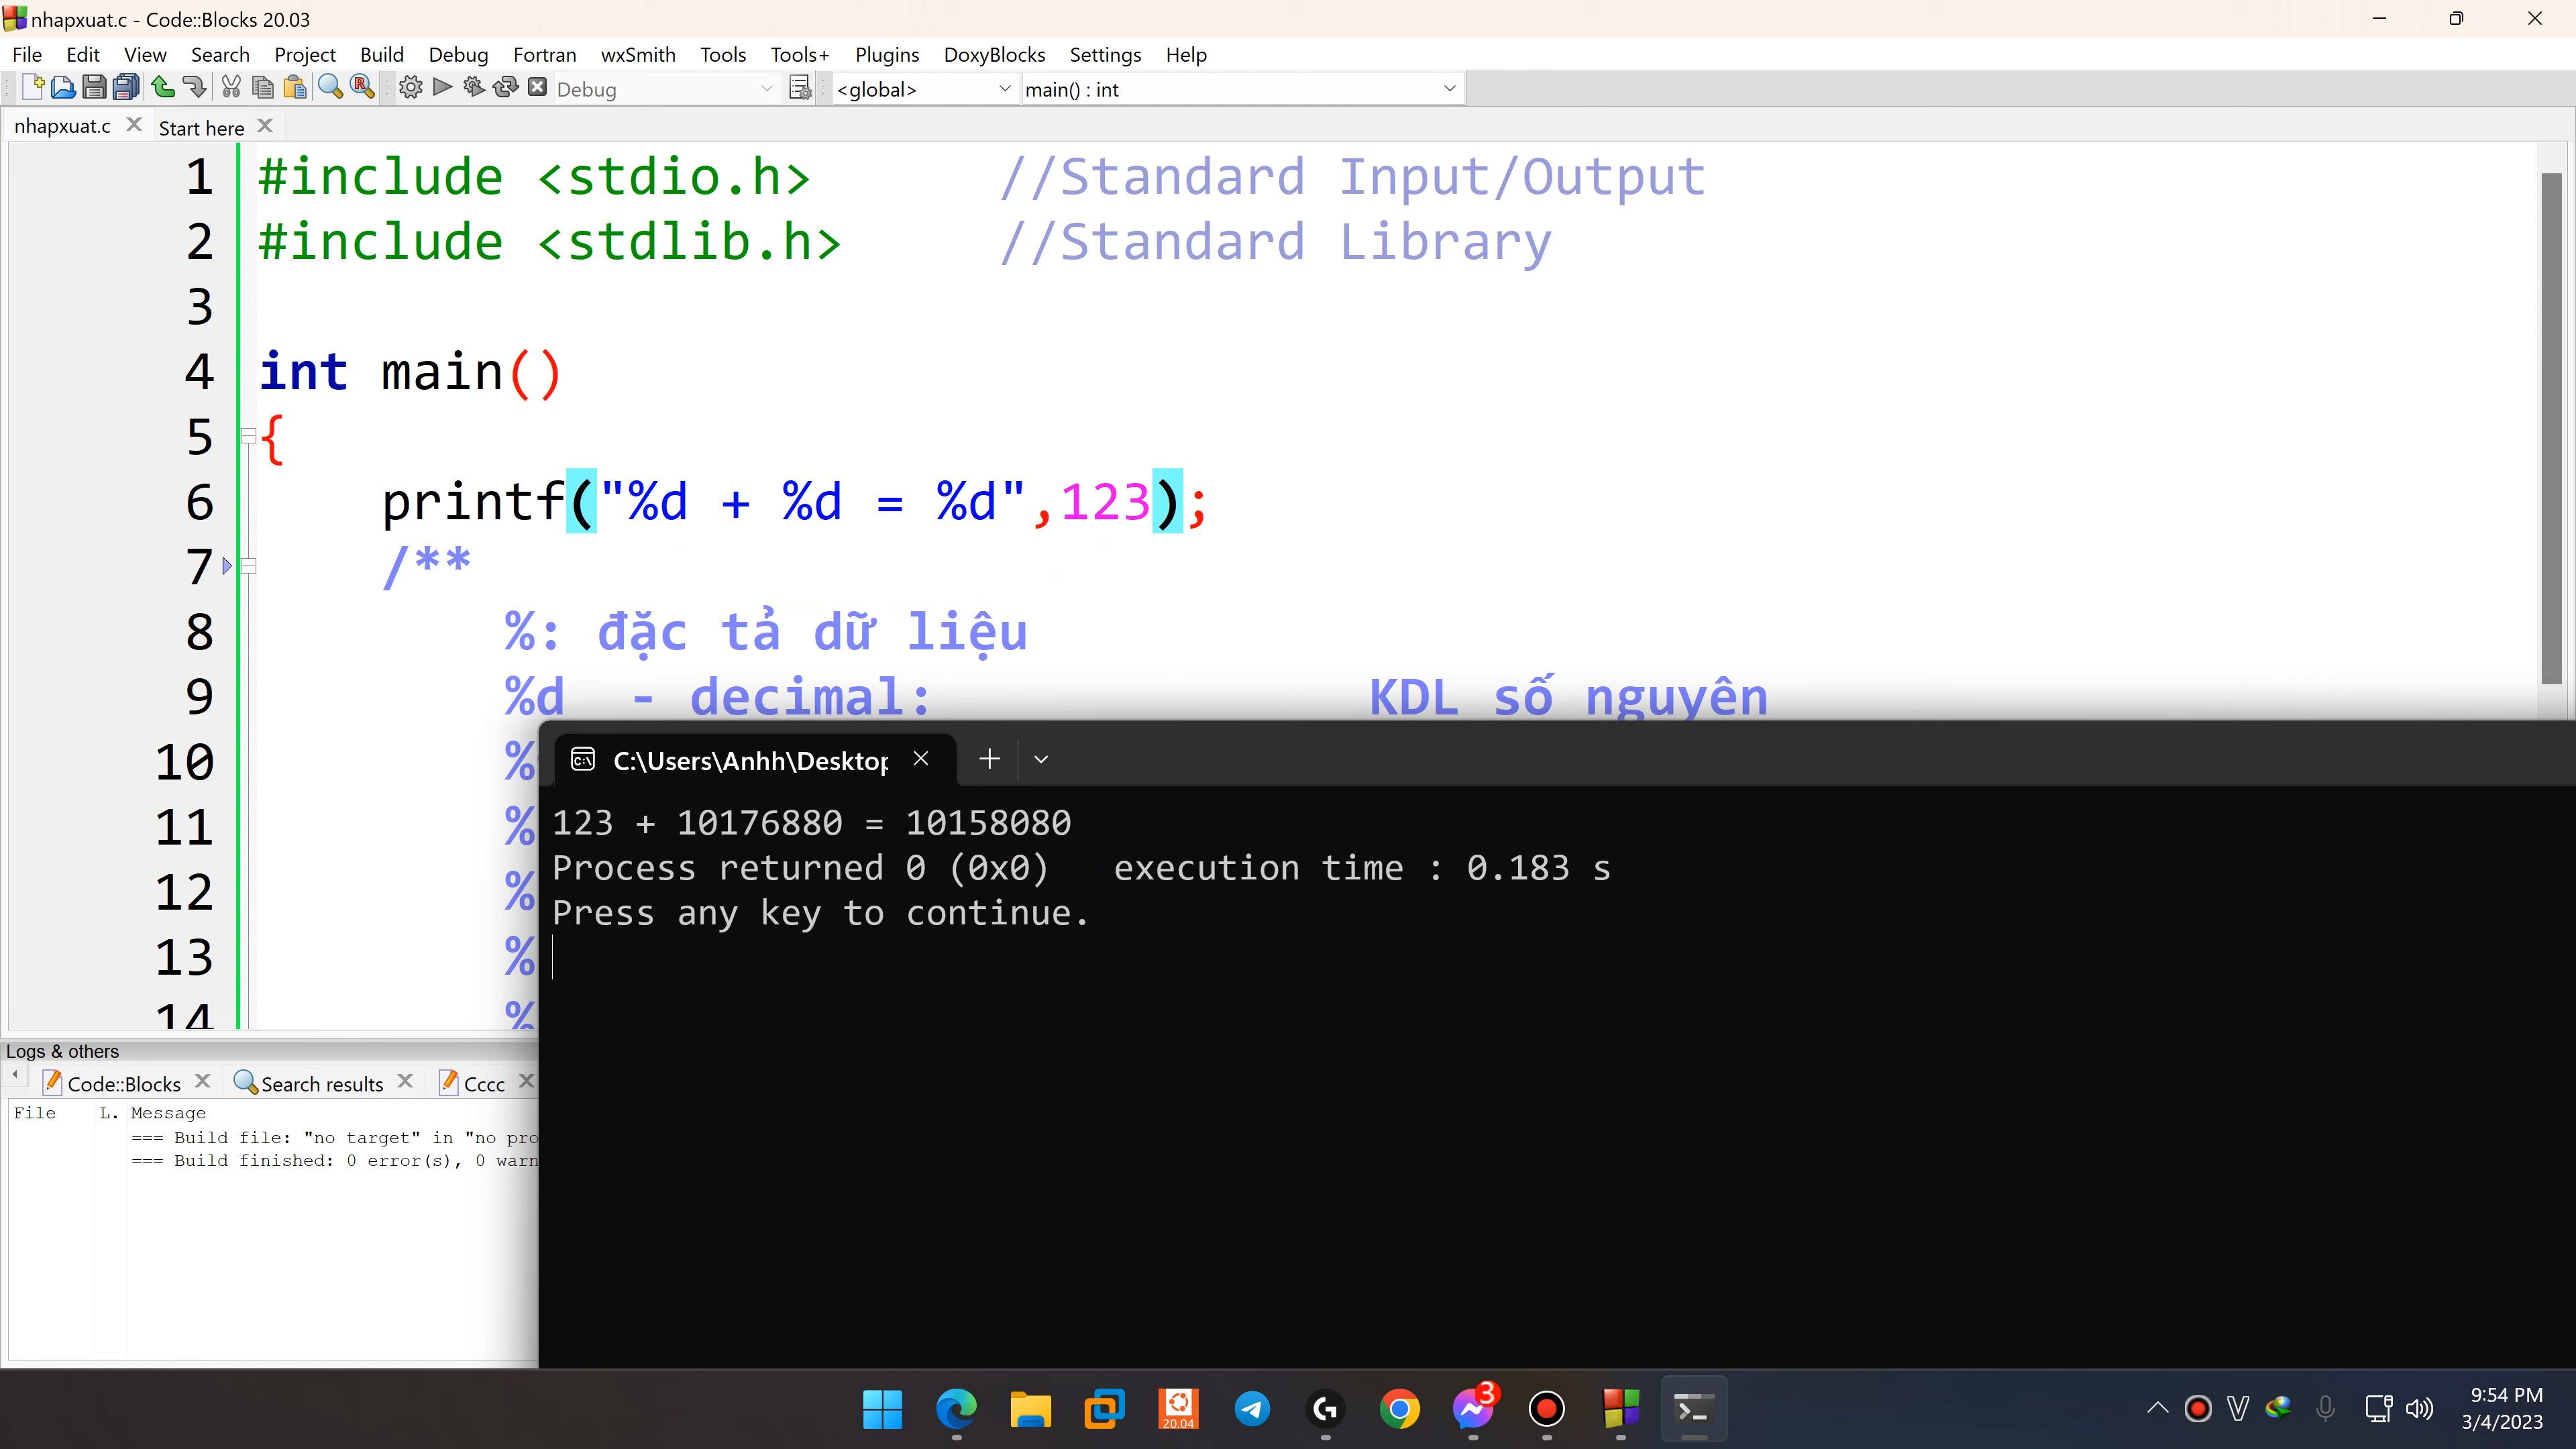 nhapxuat.c - Code::Blocks 20.03
File Edit View Search Project Build Debug Fortran wxSmith Tools Tools+ Plugins DoxyBlocks Settings Help
Debug <global> main() : int
nhapxuat.c Start here
1 #include <stdio.h> //Standard Input/Output
2 #include <stdlib.h> //Standard Library
3
4 int main()
5 {
6 printf("%d + %d = %d",123);
7 /**
8 %: đặc tả dữ liệu
9 %d - decimal: KDL số nguyên
10 %
11 %
12 %
13 %
14 %
C:\Users\Anhh\Desktop
123 + 10176880 = 10158080
Process returned 0 (0x0) execution time : 0.183 s
Press any key to continue.
Logs & others
Code::Blocks Search results Cccc
File L. Message
=== Build file: "no target" in "no pro
=== Build finished: 0 error(s), 0 warn
20.04
3
9:54 PM
3/4/2023